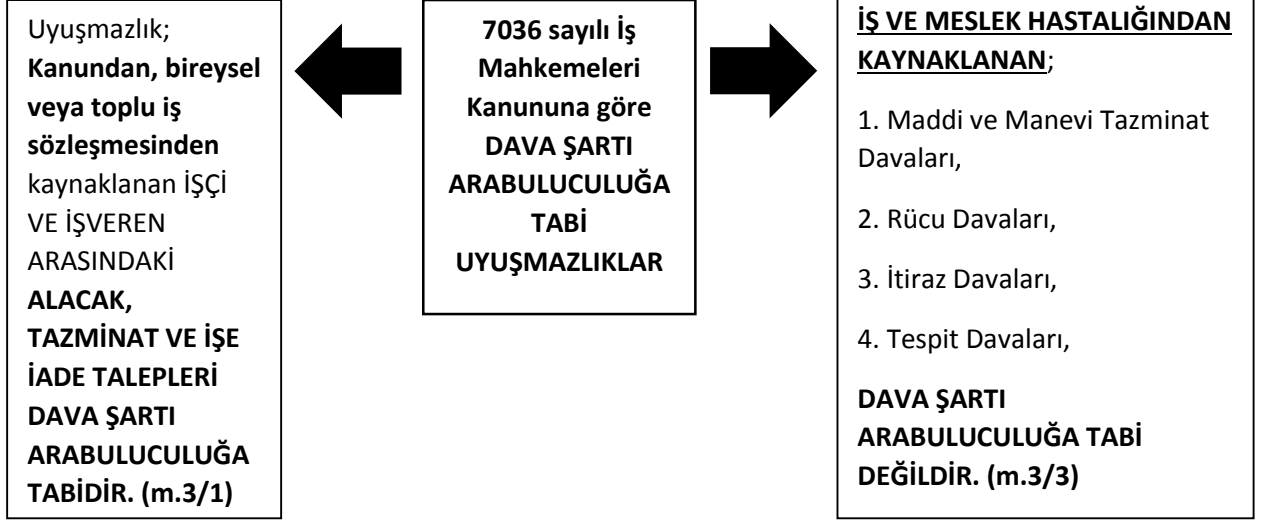 Uyuşmazlık;
Kanundan, bireysel
veya toplu iş
sözleşmesinden
kaynaklanan İŞÇİ
VE İŞVEREN
ARASINDAKİ
ALACAK,
TAZMİNAT VE İŞE
İADE TALEPLERİ
DAVA ŞARTI
ARABULUCULUĞA
TABİDİR. (m.3/1)
7036 sayılı İş
Mahkemeleri
Kanununa göre
DAVA ŞARTI
ARABULUCULUĞA
TABİ
UYUŞMAZLIKLAR
İŞ VE MESLEK HASTALIĞINDAN
KAYNAKLANAN;
1. Maddi ve Manevi Tazminat
Davaları,
2. Rücu Davaları,
3. İtiraz Davaları,
4. Tespit Davaları,
DAVA ŞARTI
ARABULUCULUĞA TABİ
DEĞİLDİR. (m.3/3)